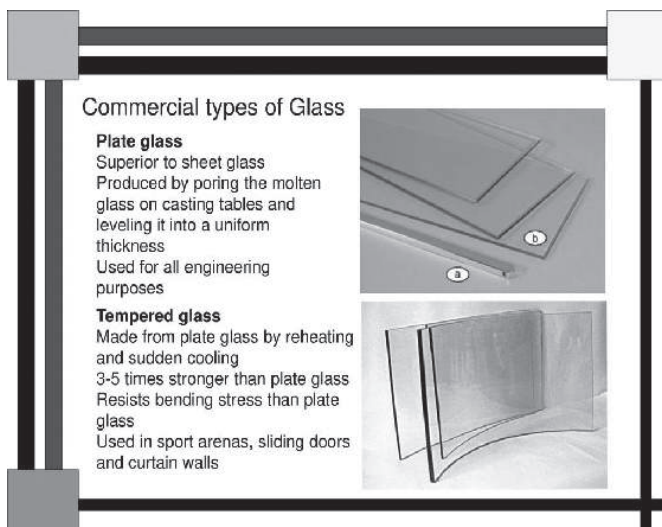 Commercial types of Glass
Plate glass
Superior to sheet glass
Produced by poring the molten
glass on casting tables and
leveling it into a uniform
thickness
Used for all engineering
purposes
Tempered glass
Made from plate glass by reheating
and sudden cooling
3-5 times stronger than plate glass
Resists bending stress than plate
glass
Used in sport arenas, sliding doors
and curtain walls
b
a